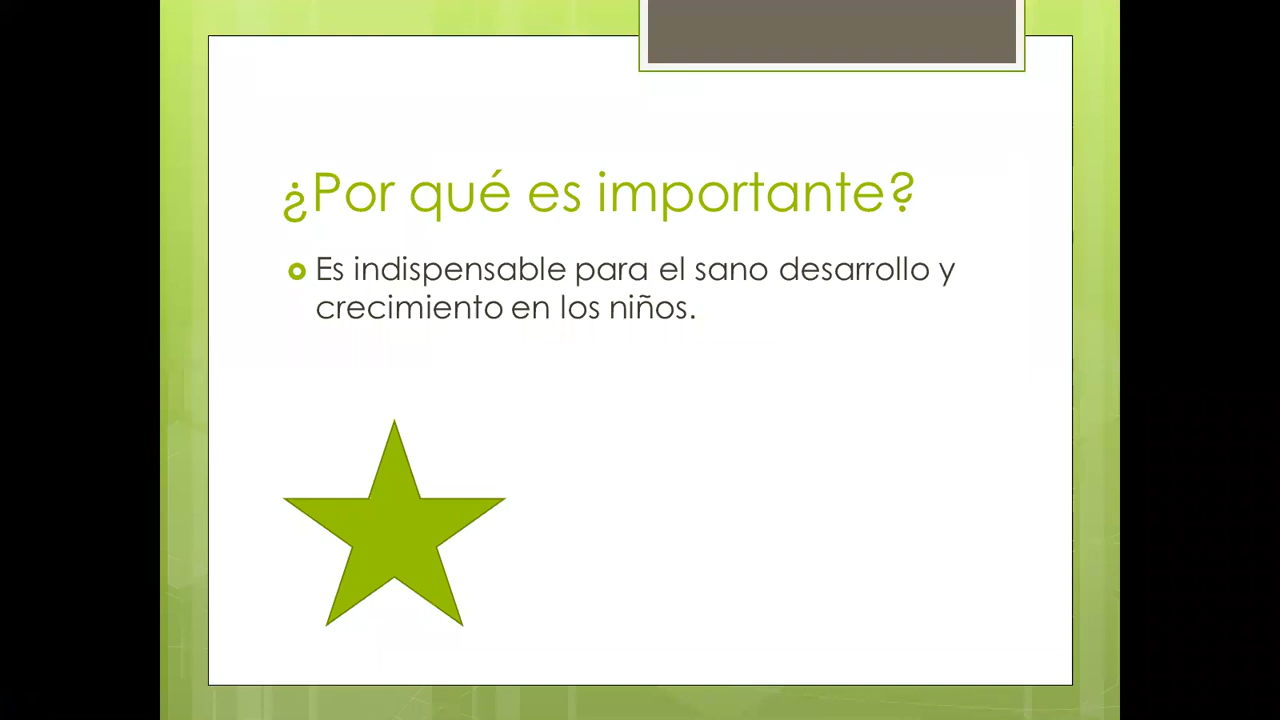 ¿Por qué es importante?
Es indispensable para el sano desarrollo y
crecimiento en los niños.